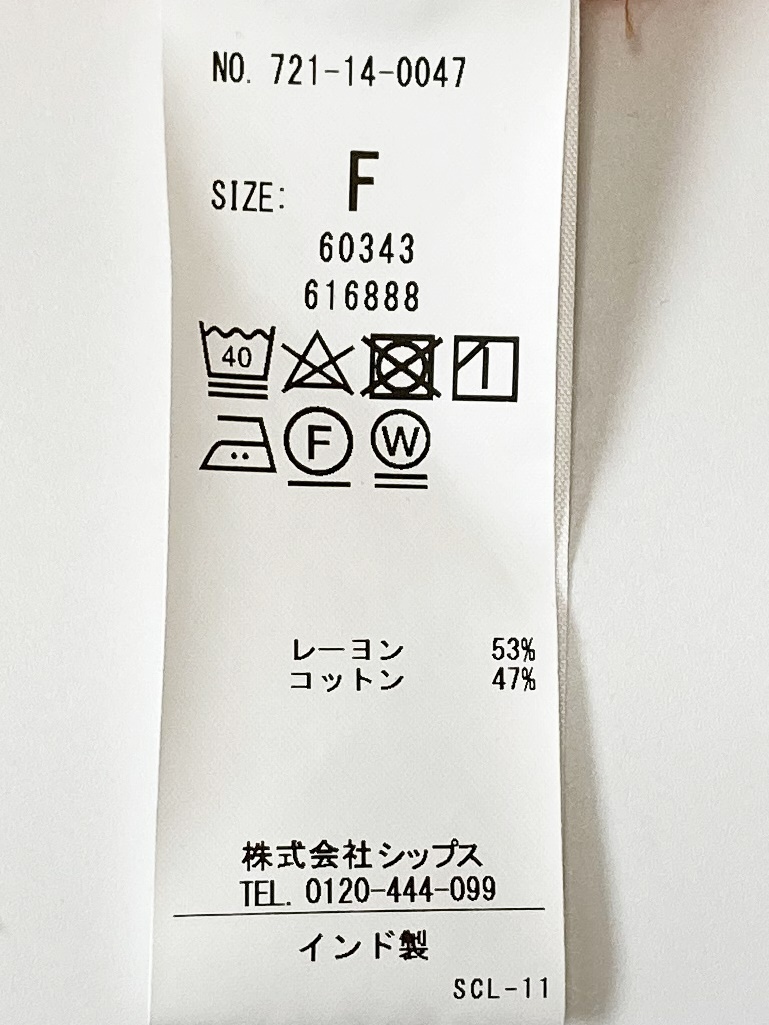 NO. 721-14-0047
SIZE: F
60343
616888
40
F W
レーヨン 53%
コットン 47%
株式会社シップス
TEL. 0120-444-099
インド製
SCL-11